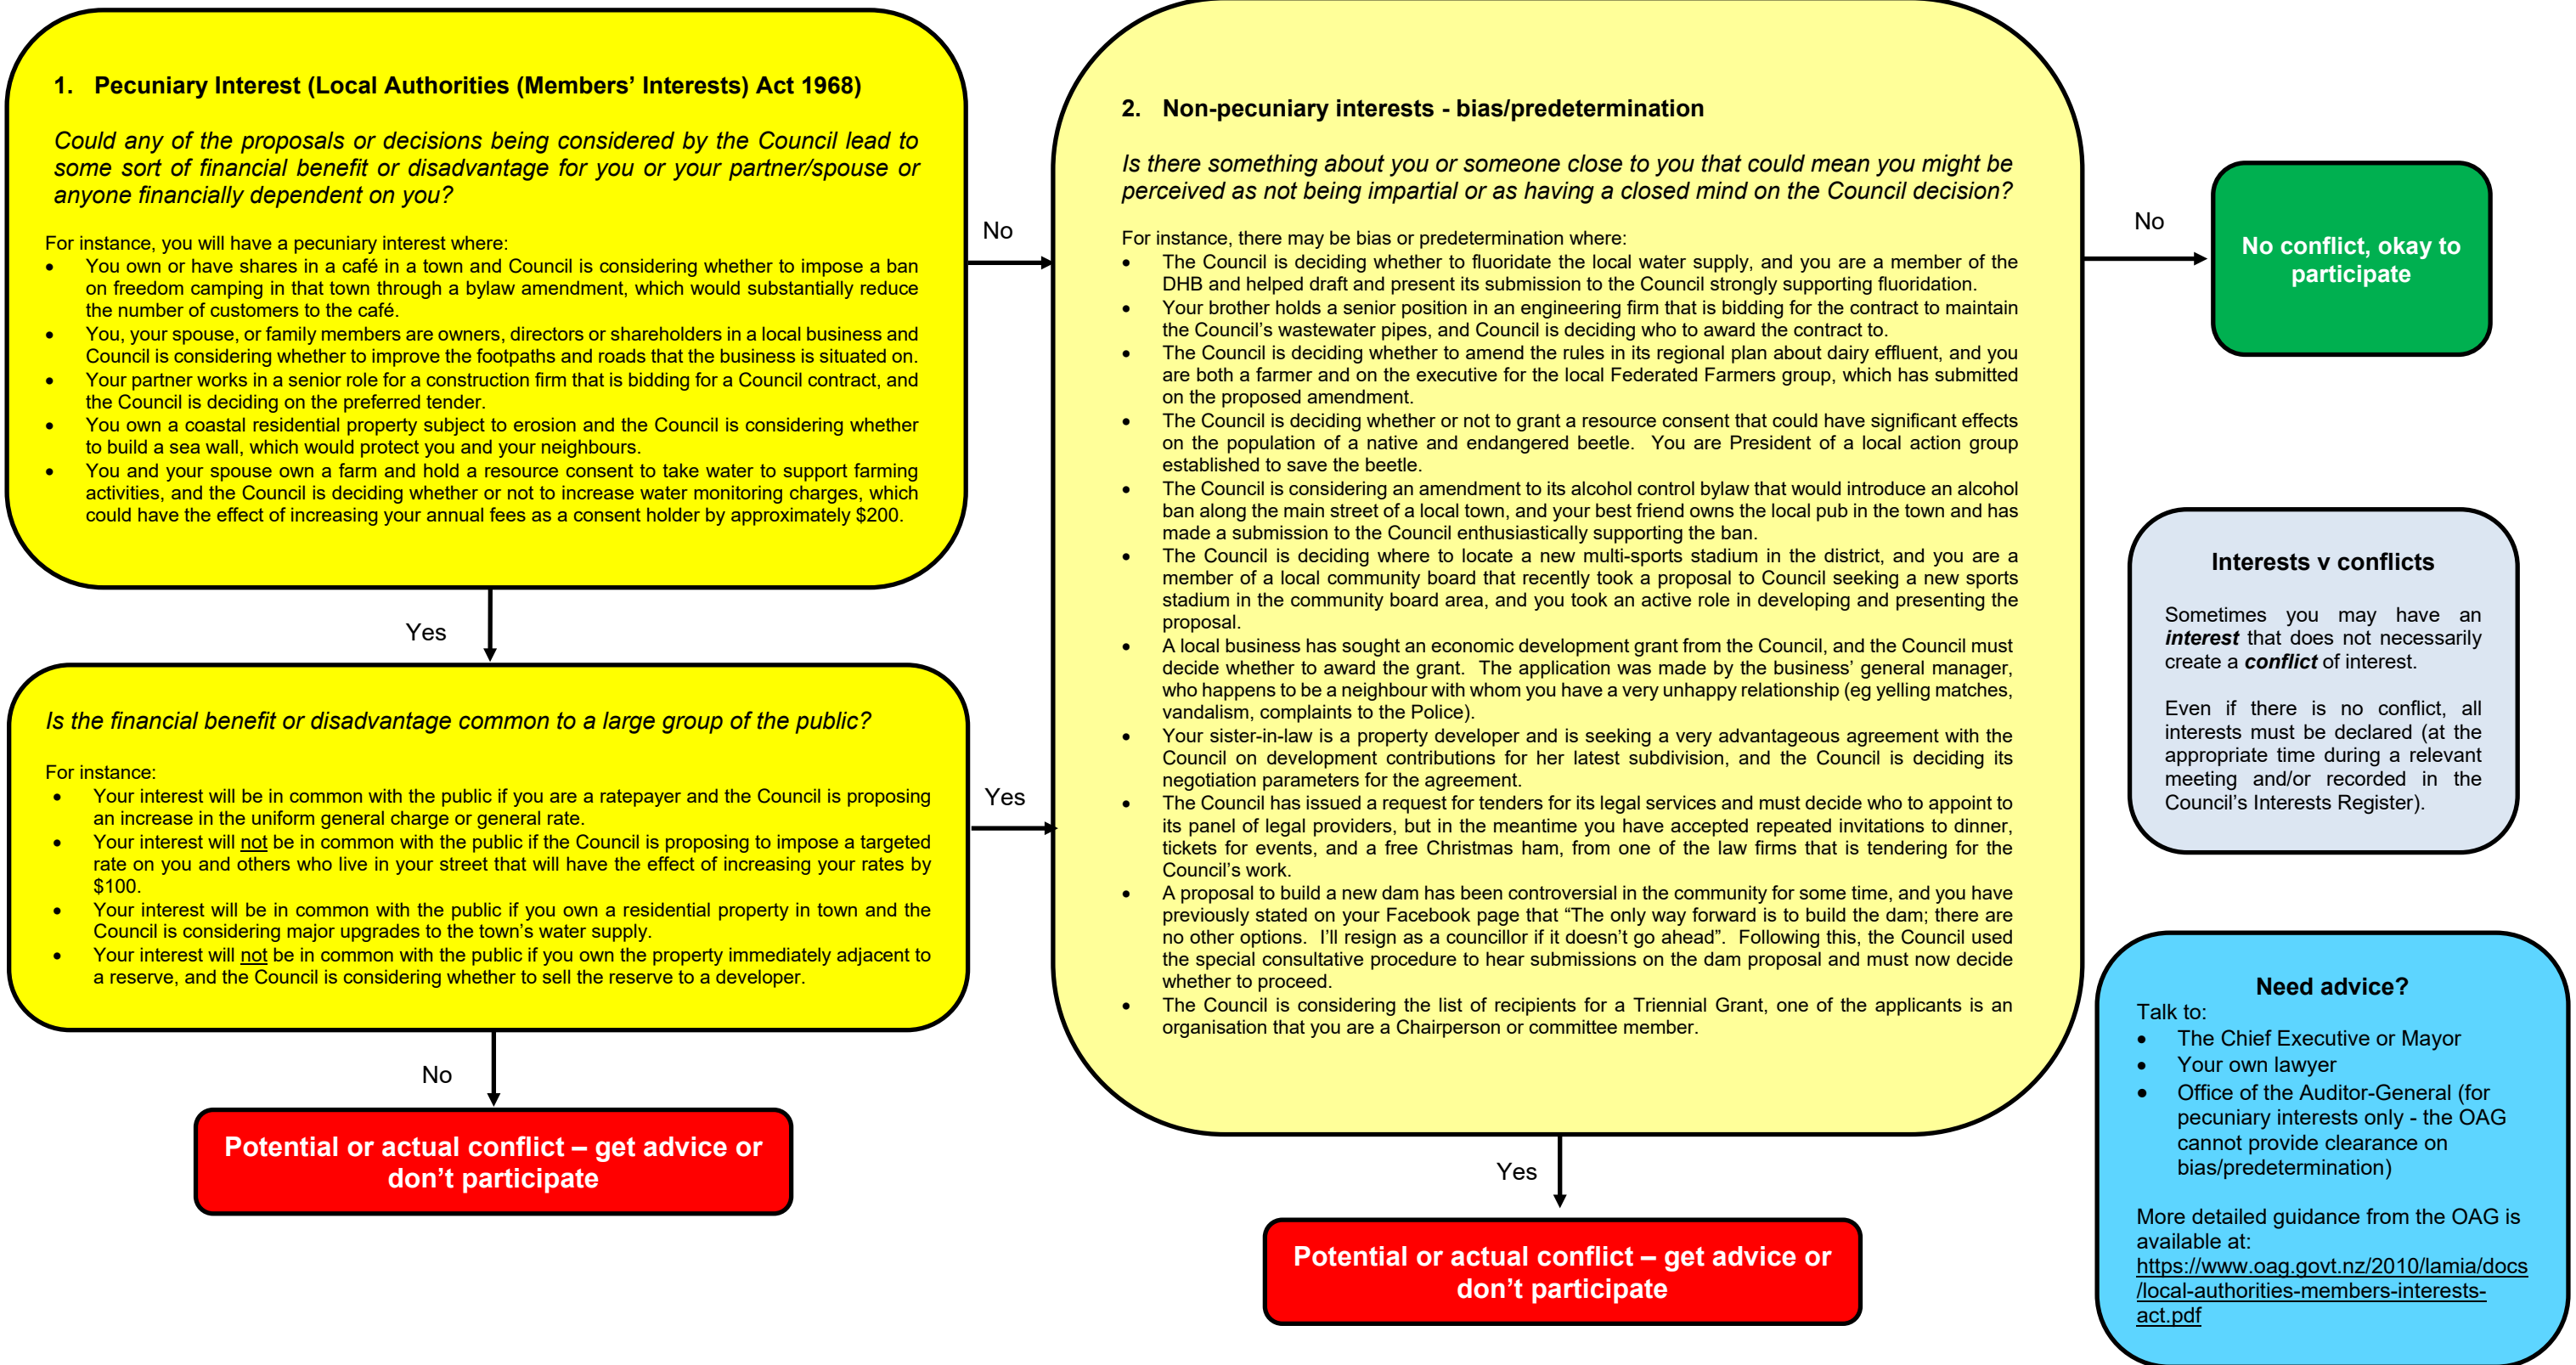 1. Pecuniary Interest (Local Authorities (Members’ Interests) Act 1968)
Could any of the proposals or decisions being considered by the Council lead to
some sort of financial benefit or disadvantage for you or your partner/spouse or
anyone financially dependent on you?
For instance, you will have a pecuniary interest where:
• You own or have shares in a café in a town and Council is considering whether to impose a ban
on freedom camping in that town through a bylaw amendment, which would substantially reduce
the number of customers to the café.
• You, your spouse, or family members are owners, directors or shareholders in a local business and
Council is considering whether to improve the footpaths and roads that the business is situated on.
• Your partner works in a senior role for a construction firm that is bidding for a Council contract, and
the Council is deciding on the preferred tender.
• You own a coastal residential property subject to erosion and the Council is considering whether
to build a sea wall, which would protect you and your neighbours.
• You and your spouse own a farm and hold a resource consent to take water to support farming
activities, and the Council is deciding whether or not to increase water monitoring charges, which
could have the effect of increasing your annual fees as a consent holder by approximately $200.
No
Yes
Is the financial benefit or disadvantage common to a large group of the public?
For instance:
• Your interest will be in common with the public if you are a ratepayer and the Council is proposing
an increase in the uniform general charge or general rate.
• Your interest will not be in common with the public if the Council is proposing to impose a targeted
rate on you and others who live in your street that will have the effect of increasing your rates by
$100.
• Your interest will be in common with the public if you own a residential property in town and the
Council is considering major upgrades to the town’s water supply.
• Your interest will not be in common with the public if you own the property immediately adjacent to
a reserve, and the Council is considering whether to sell the reserve to a developer.
Yes
No
Potential or actual conflict – get advice or
don’t participate
2. Non-pecuniary interests - bias/predetermination
Is there something about you or someone close to you that could mean you might be
perceived as not being impartial or as having a closed mind on the Council decision?
For instance, there may be bias or predetermination where:
• The Council is deciding whether to fluoridate the local water supply, and you are a member of the
DHB and helped draft and present its submission to the Council strongly supporting fluoridation.
• Your brother holds a senior position in an engineering firm that is bidding for the contract to maintain
the Council’s wastewater pipes, and Council is deciding who to award the contract to.
• The Council is deciding whether to amend the rules in its regional plan about dairy effluent, and you
are both a farmer and on the executive for the local Federated Farmers group, which has submitted
on the proposed amendment.
• The Council is deciding whether or not to grant a resource consent that could have significant effects
on the population of a native and endangered beetle. You are President of a local action group
established to save the beetle.
• The Council is considering an amendment to its alcohol control bylaw that would introduce an alcohol
ban along the main street of a local town, and your best friend owns the local pub in the town and has
made a submission to the Council enthusiastically supporting the ban.
• The Council is deciding where to locate a new multi-sports stadium in the district, and you are a
member of a local community board that recently took a proposal to Council seeking a new sports
stadium in the community board area, and you took an active role in developing and presenting the
proposal.
• A local business has sought an economic development grant from the Council, and the Council must
decide whether to award the grant. The application was made by the business’ general manager,
who happens to be a neighbour with whom you have a very unhappy relationship (eg yelling matches,
vandalism, complaints to the Police).
• Your sister-in-law is a property developer and is seeking a very advantageous agreement with the
Council on development contributions for her latest subdivision, and the Council is deciding its
negotiation parameters for the agreement.
• The Council has issued a request for tenders for its legal services and must decide who to appoint to
its panel of legal providers, but in the meantime you have accepted repeated invitations to dinner,
tickets for events, and a free Christmas ham, from one of the law firms that is tendering for the
Council’s work.
• A proposal to build a new dam has been controversial in the community for some time, and you have
previously stated on your Facebook page that “The only way forward is to build the dam; there are
no other options. I’ll resign as a councillor if it doesn’t go ahead”. Following this, the Council used
the special consultative procedure to hear submissions on the dam proposal and must now decide
whether to proceed.
• The Council is considering the list of recipients for a Triennial Grant, one of the applicants is an
organisation that you are a Chairperson or committee member.
Yes
Potential or actual conflict – get advice or
don’t participate
No
No conflict, okay to
participate
Interests v conflicts
Sometimes you may have an
interest that does not necessarily
create a conflict of interest.
Even if there is no conflict, all
interests must be declared (at the
appropriate time during a relevant
meeting and/or recorded in the
Council’s Interests Register).
Need advice?
Talk to:
• The Chief Executive or Mayor
• Your own lawyer
• Office of the Auditor-General (for
pecuniary interests only - the OAG
cannot provide clearance on
bias/predetermination)
More detailed guidance from the OAG is
available at:
https://www.oag.govt.nz/2010/lamia/docs
/local-authorities-members-interests-
act.pdf